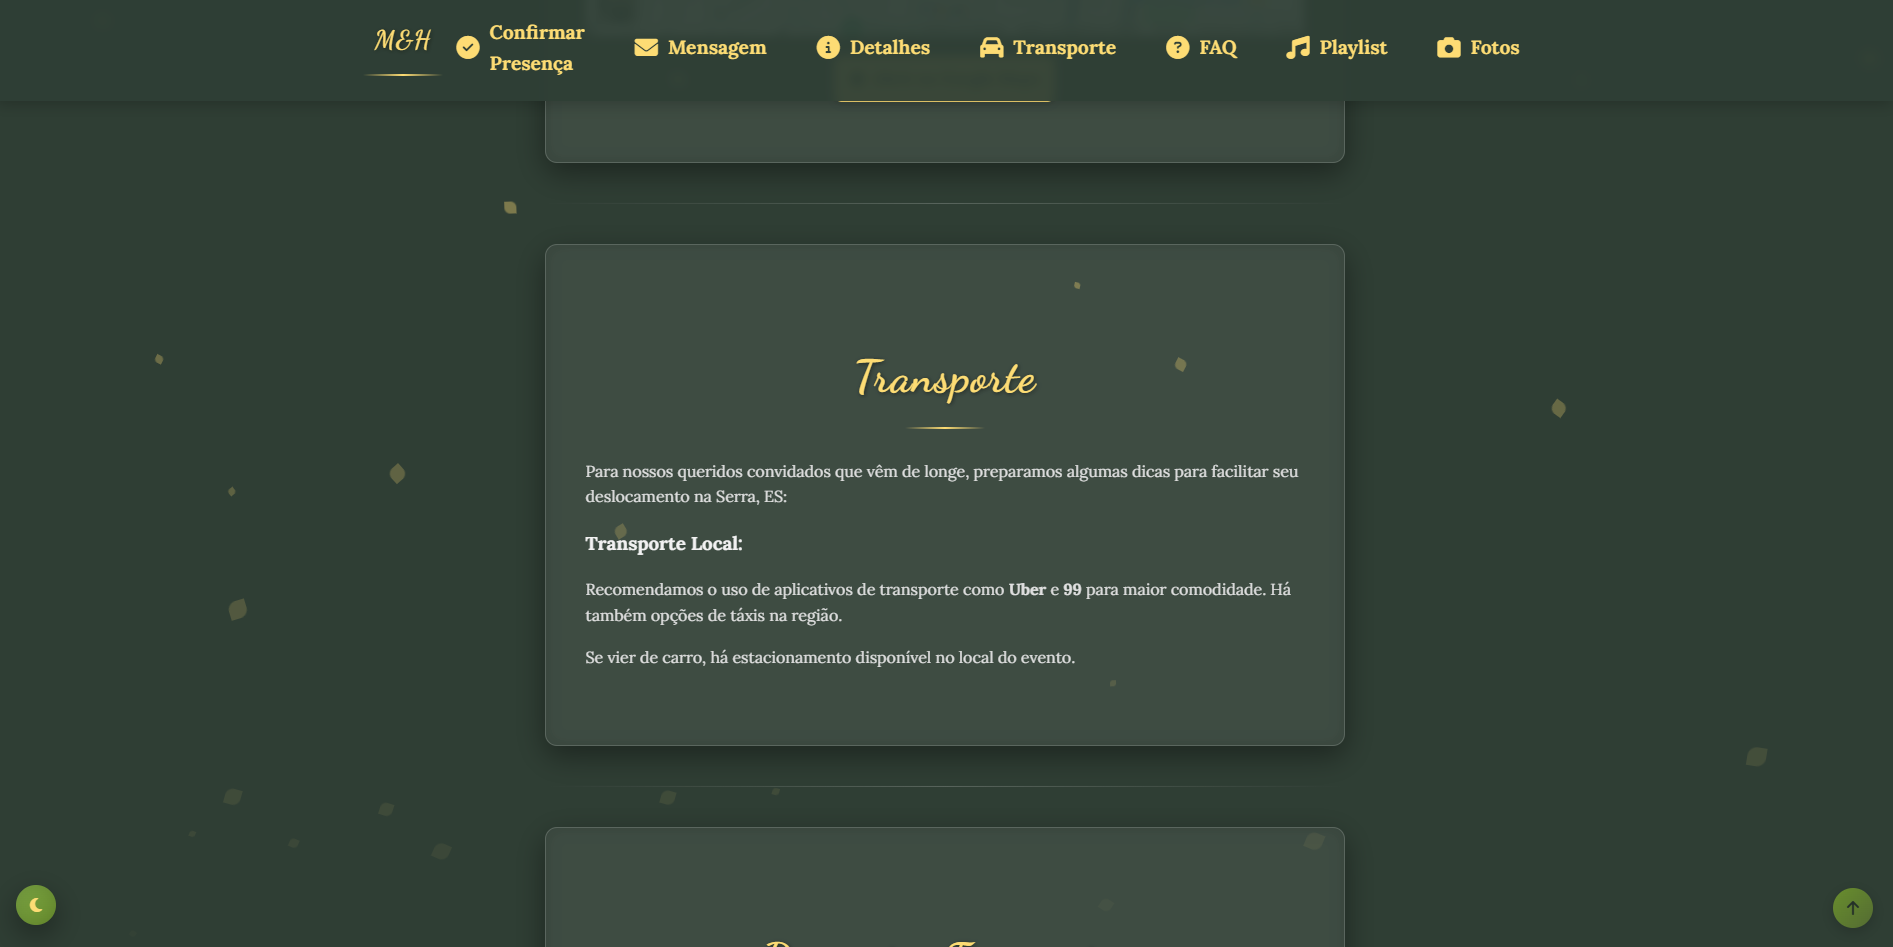 M&H
Confirmar
Presença
Mensagem
Detalhes
Transporte
FAQ
Playlist
Fotos
Transporte
Para nossos queridos convidados que vêm de longe, preparamos algumas dicas para facilitar seu
deslocamento na Serra, ES:
Transporte Local:
Recomendamos o uso de aplicativos de transporte como Uber e 99 para maior comodidade. Há
também opções de táxis na região.
Se vier de carro, há estacionamento disponível no local do evento.